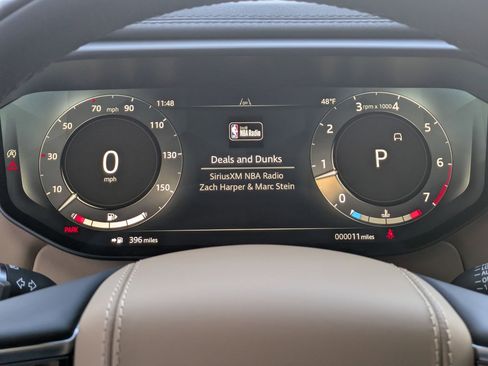 70 mph 90
50 110
30 130
10 150
0
mph
PARK
396 miles
11:48
NBA Radio
Deals and Dunks
SiriusXM NBA Radio
Zach Harper & Marc Stein
48°F
3 rpm x 1000 4
2 5
1 6
0 7
P
000011 miles